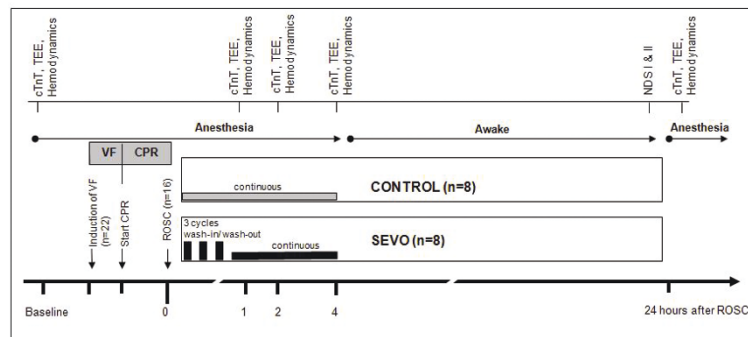 cTnT, TEE,
Hemodynamics
cTnT, TEE,
Hemodynamics
cTnT, TEE,
Hemodynamics
cTnT, TEE,
Hemodynamics
NDS I & II
cTnT, TEE,
Hemodynamics
Anesthesia
Awake
Anesthesia
VF
CPR
Induction of VF
(n=22)
Start CPR
ROSC (n=16)
continuous
CONTROL (n=8)
3 cycles
wash-in/wash-out
continuous
SEVO (n=8)
Baseline
0
1
2
4
24 hours after ROSC